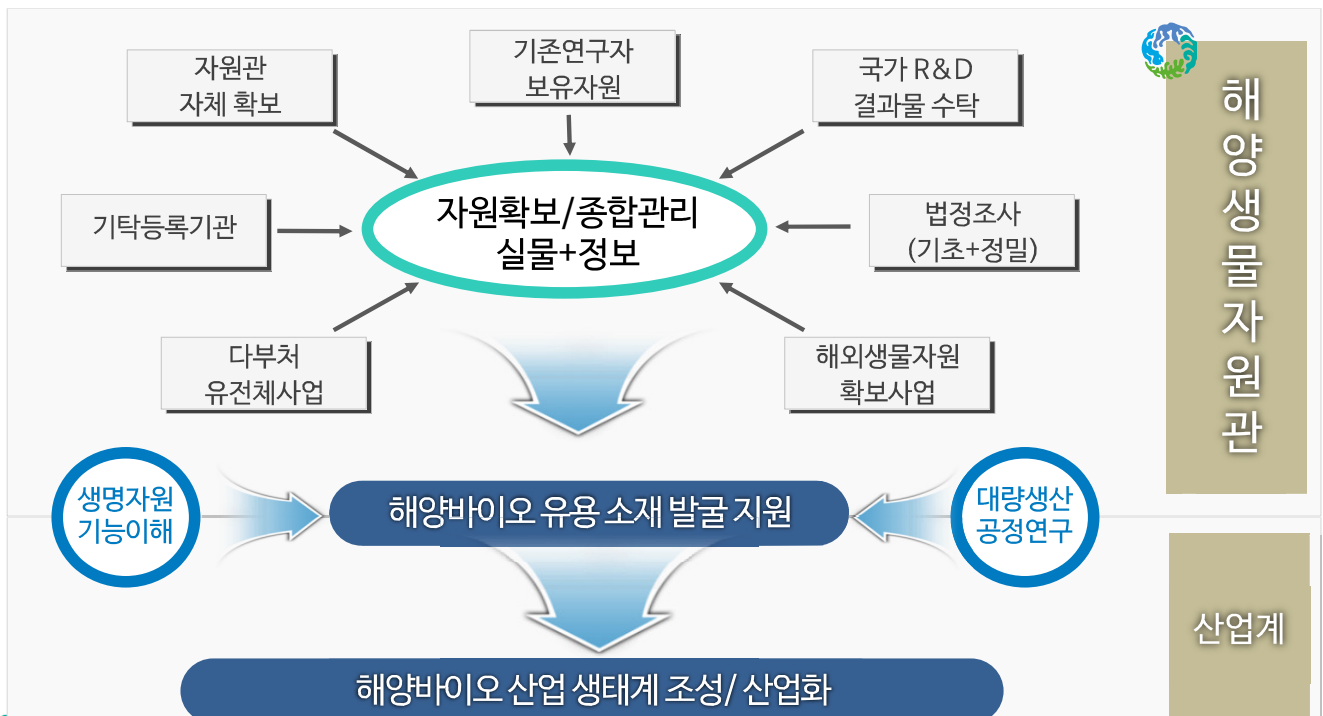 자원관
자체 확보
기존연구자
보유자원
국가 R&D
결과물 수탁
기탁등록기관
자원확보/종합관리
실물+정보
법정조사
(기초+정밀)
다부처
유전체사업
해외생물자원
확보사업
해양생물자원관
생명자원
기능이해
해양바이오 유용 소재 발굴 지원
대량생산
공정연구
산업계
해양바이오 산업 생태계 조성/ 산업화